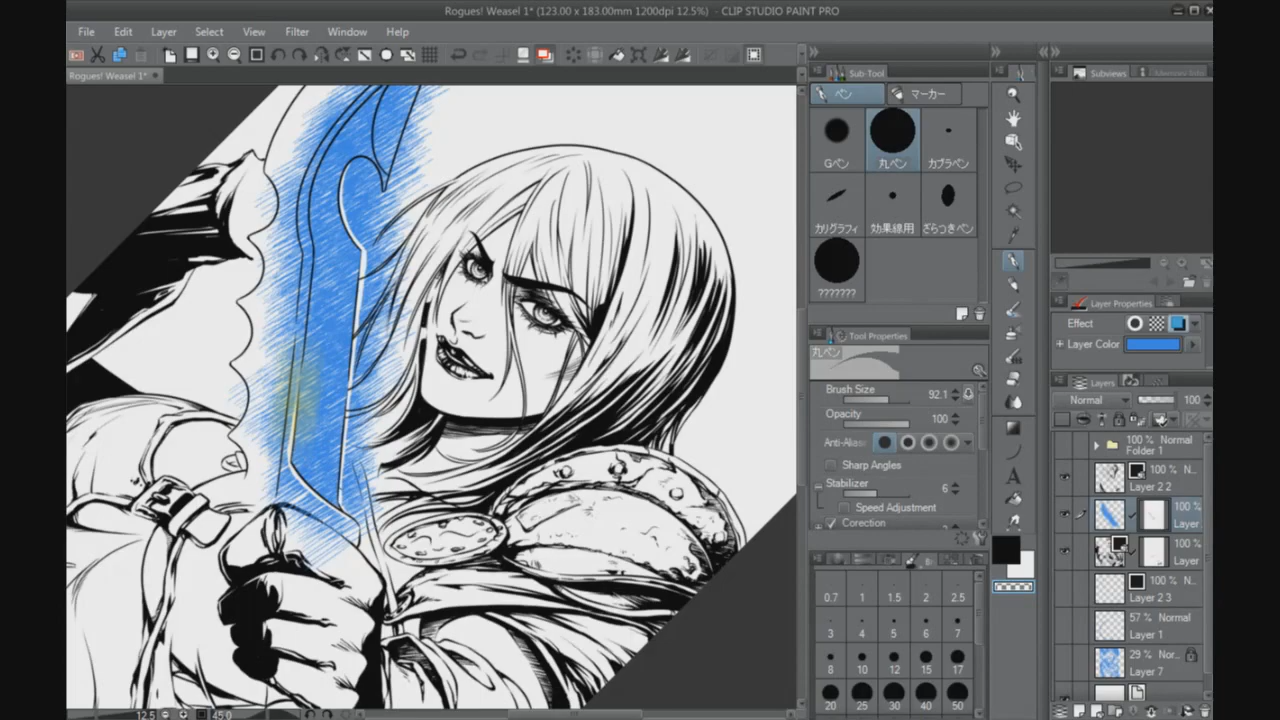 Rogues! Weasel 1* (123.00 x 183.00mm 1200dpi 12.5%) - CLIP STUDIO PAINT PRO
File Edit Layer Select View Filter Window Help
Rogues! Weasel 1*
Sub-Tool
ペン マーカー
Gペン 丸ペン カブラペン
カリグラフィ 効果線用 ざらつきペン
???????
Tool Properties
丸ペン
Brush Size 92.1
Opacity 100
Anti-Alias
Sharp Angles
Stabilizer 6
Speed Adjustment
Corection
0.7 1 1.5 2 2.5
3 4 5 6 7
8 10 12 15 17
20 25 30 40 50
Subviews
Layer Properties
Effect
Layer Color
Layers
Normal 100
100 % Normal
Folder 1
100 % N...
Layer 2 2
100 %
Layer
100 %
Layer
100 % N...
Layer 2 3
57 % Normal
Layer 1
29 % Nor...
Layer 7
12.5 45.0